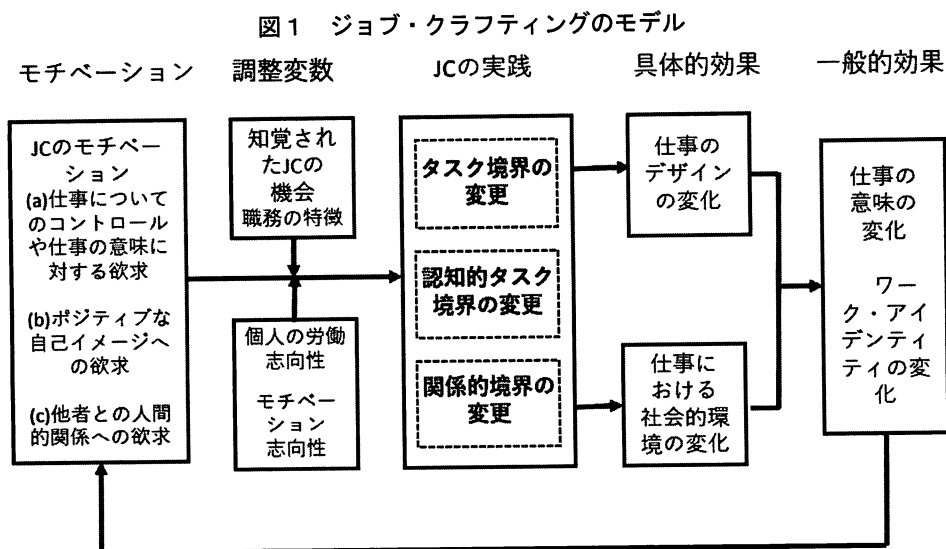 図1 ジョブ・クラフティングのモデル
モチベーション
調整変数
JCの実践
具体的効果
一般的効果
JCのモチベー
ション
(a)仕事につい
てのコントロール
や仕事の意味に
対する欲求
(b)ポジティブな
自己イメージへ
の欲求
(c)他者との人間
的関係への欲求
知覚され
たJCの
機会
職務の特徴
個人の労働
志向性
モチベー
ション
志向性
タスク境界の
変更
認知的タスク
境界の変更
関係的境界の
変更
仕事の
デザイン
の変化
仕事に
おける
社会的環
境の変化
仕事の
意味の
変化
ワー
ク・アイ
デンティ
ティの変
化